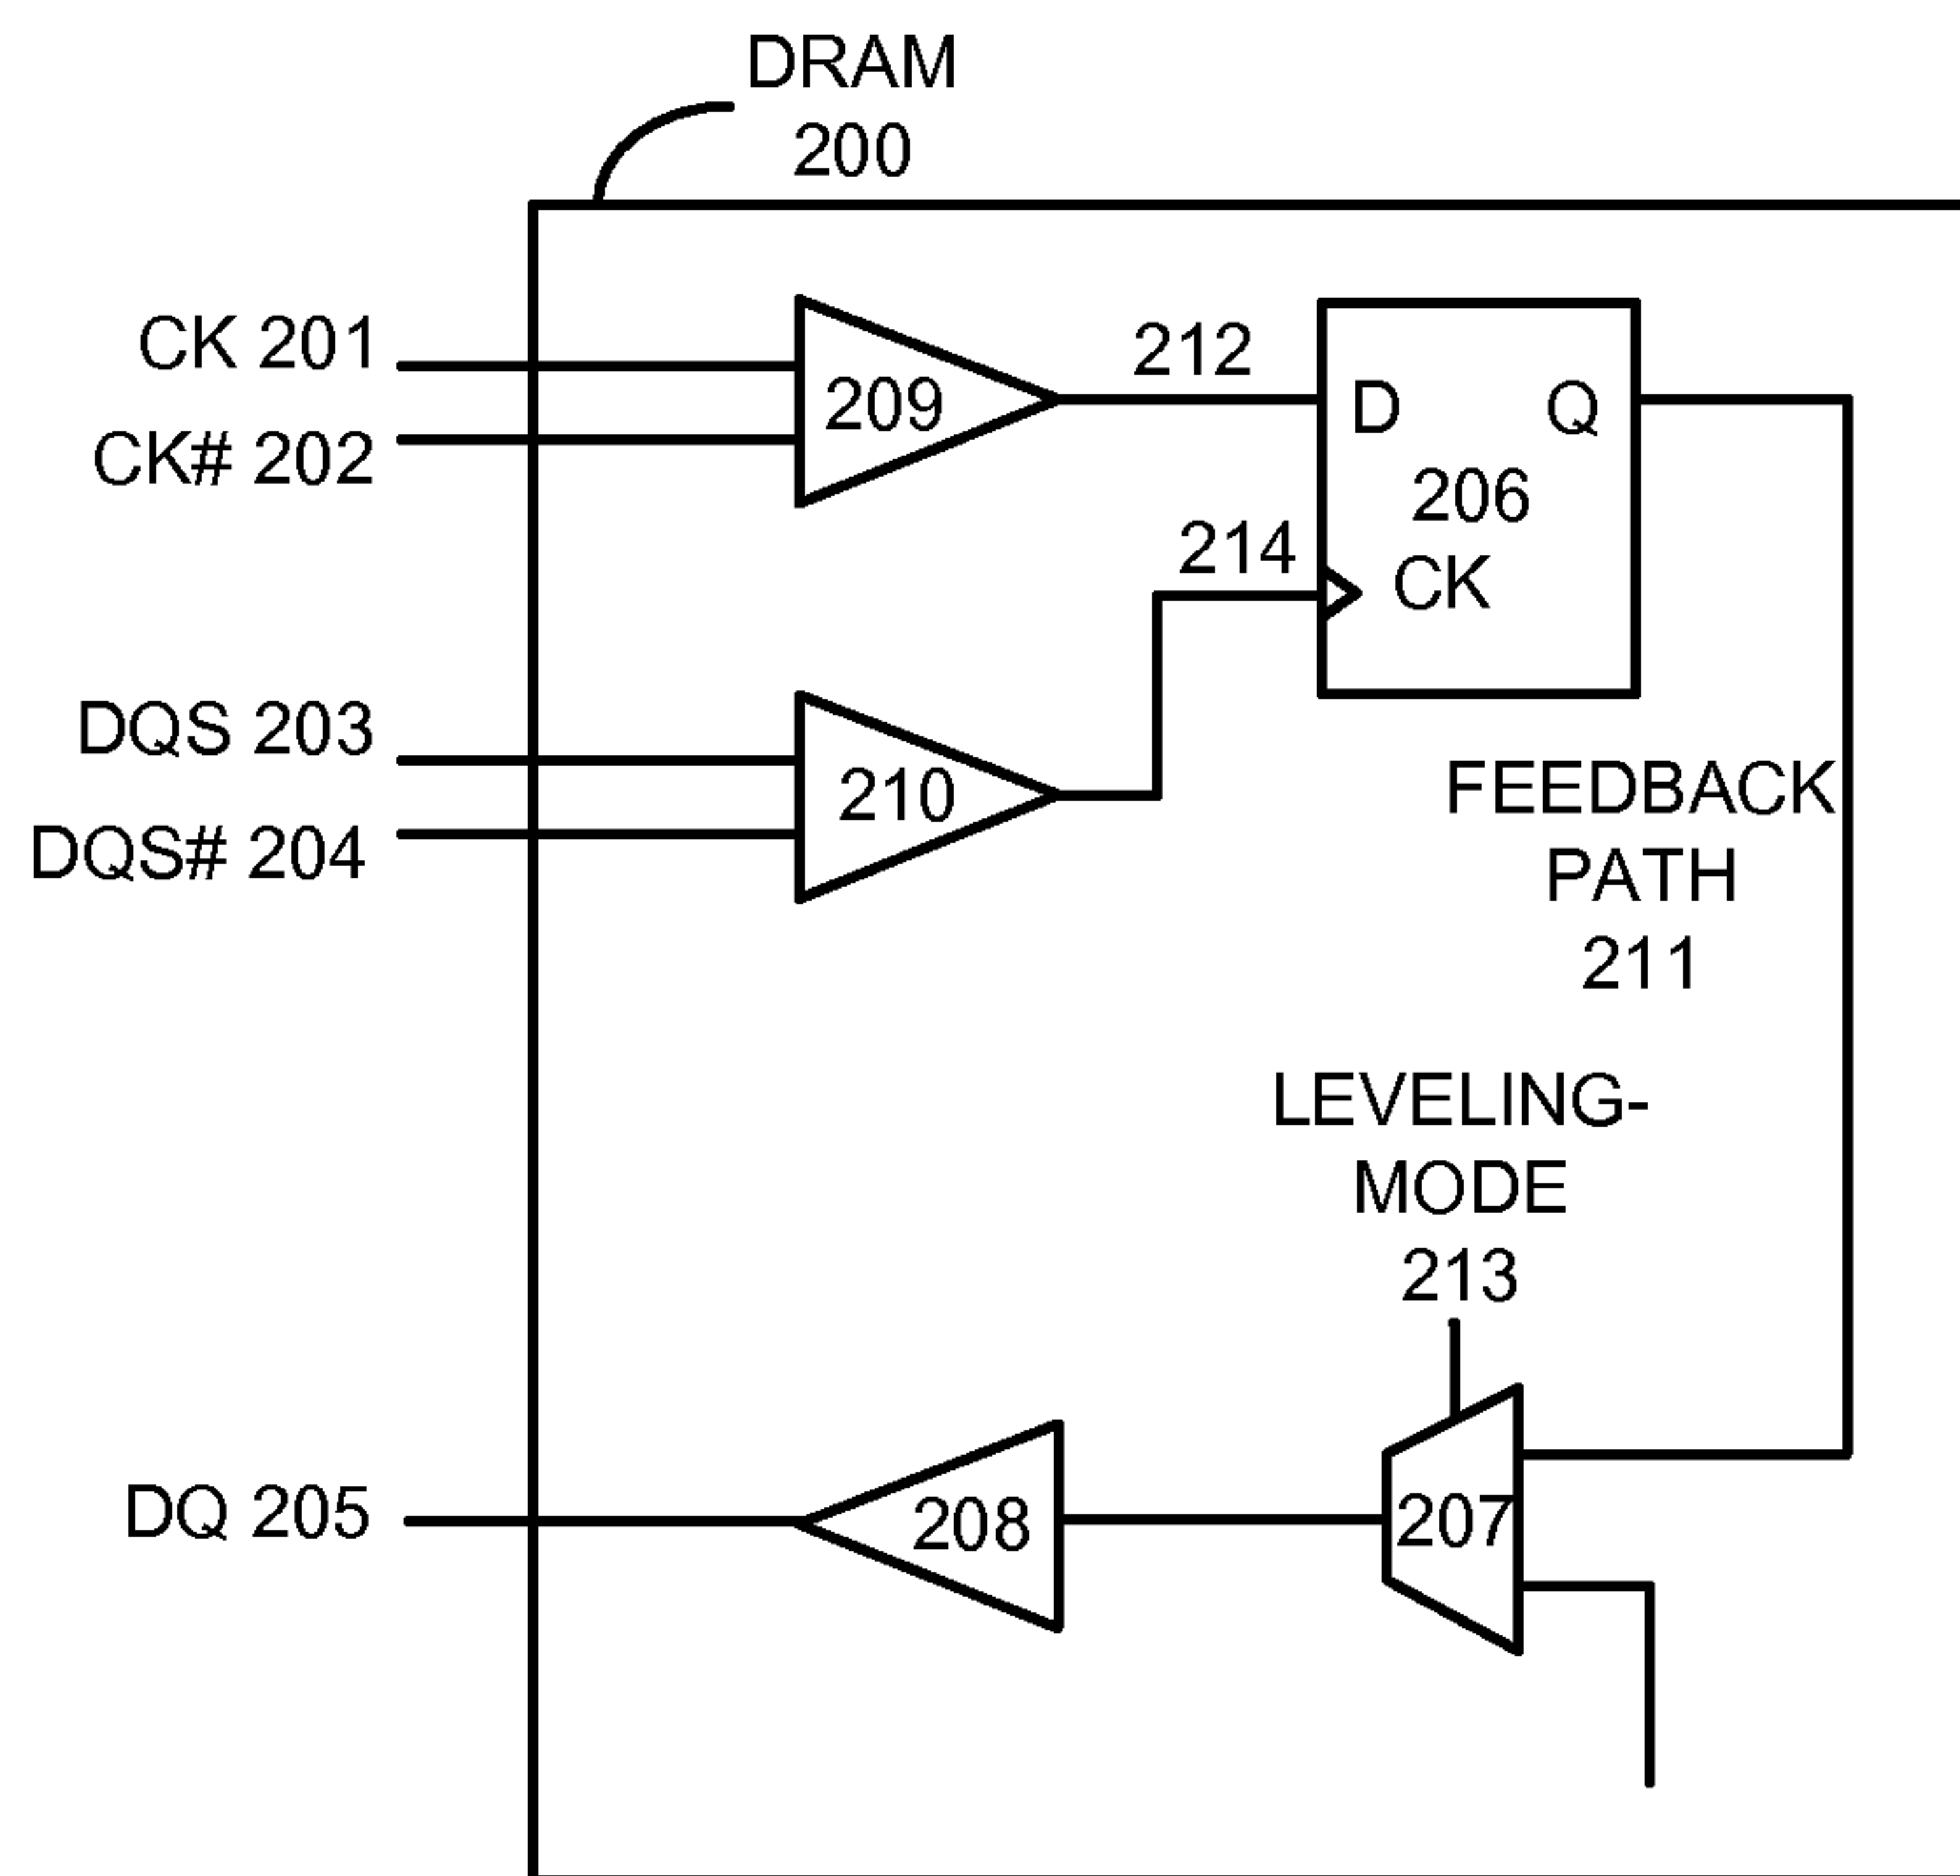 DRAM
200
CK 201
CK# 202
209
212
D Q
206
CK
214
DQS 203
DQS# 204
210
FEEDBACK
PATH
211
LEVELING-
MODE
213
DQ 205
208
207